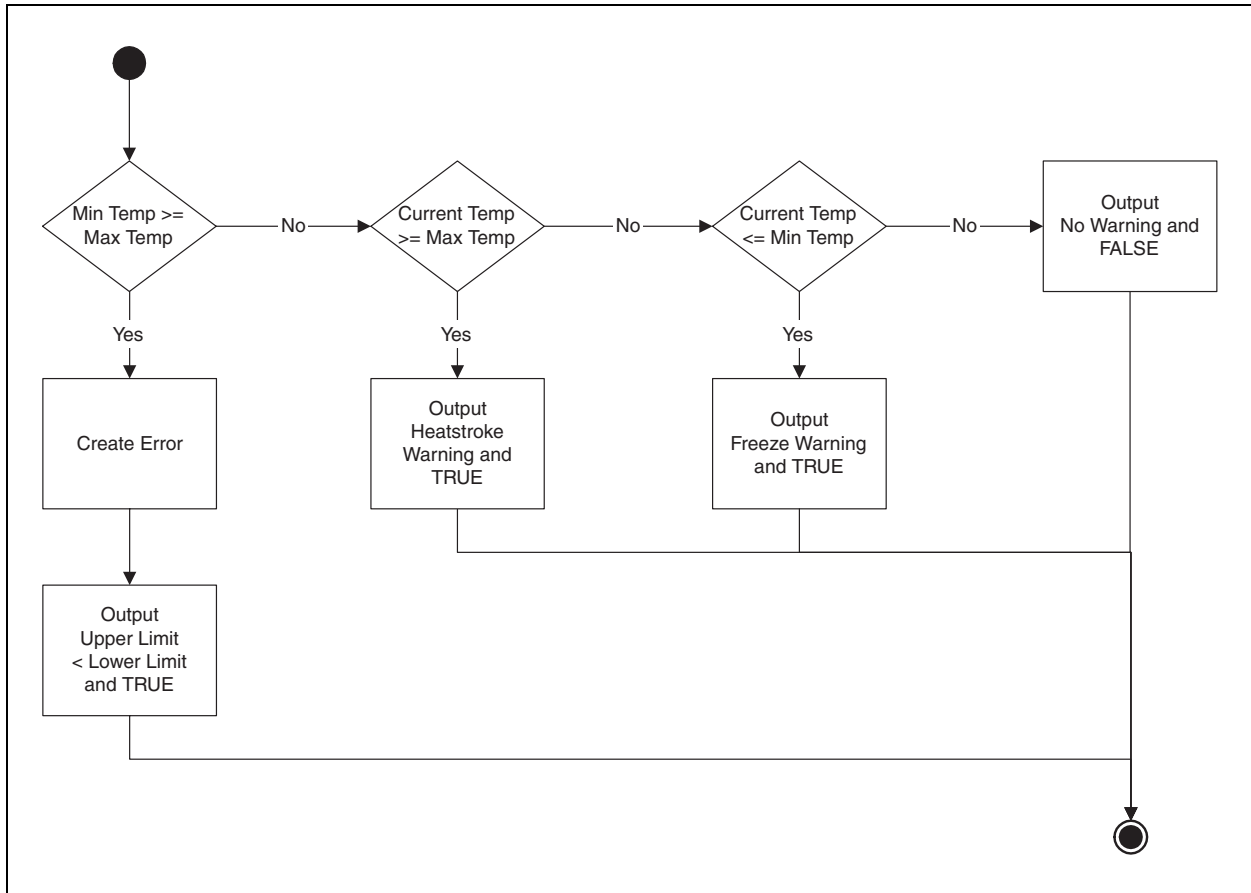 Min Temp >=
Max Temp
No
Current Temp
>= Max Temp
No
Current Temp
<= Min Temp
No
Output
No Warning and
FALSE
Yes
Yes
Yes
Create Error
Output
Heatstroke
Warning and
TRUE
Output
Freeze Warning
and TRUE
Output
Upper Limit
< Lower Limit
and TRUE